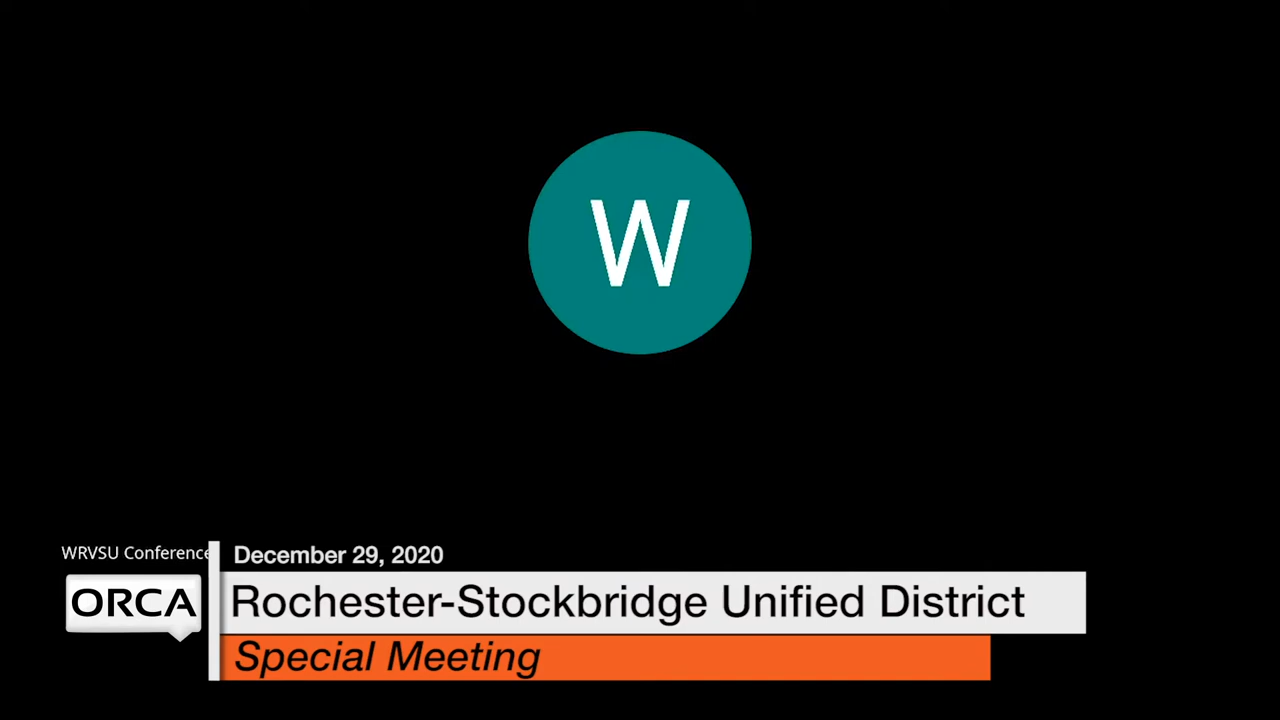 W
WRVSU Conference
December 29, 2020
ORCA
Rochester-Stockbridge Unified District
Special Meeting